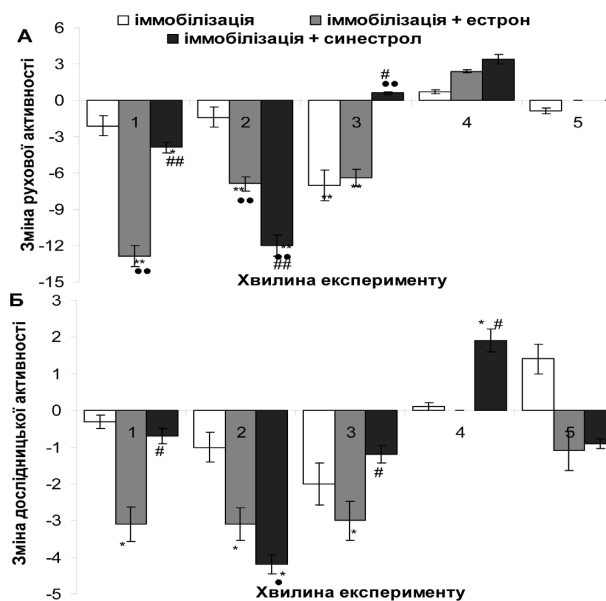 іммобілізація
іммобілізація + естрон
іммобілізація + синестрол
А
Зміна рухової активності
6
3
0
-3
-6
-9
-12
-15
1 2 3 4 5
* ## ** ●● ** ●● ** ●● ## ** ** # ●●
Хвилина експерименту
Б
Зміна дослідницької активності
3
2
1
0
-1
-2
-3
-4
-5
1 2 3 4 5
* # * * ● * # * #
Хвилина експерименту